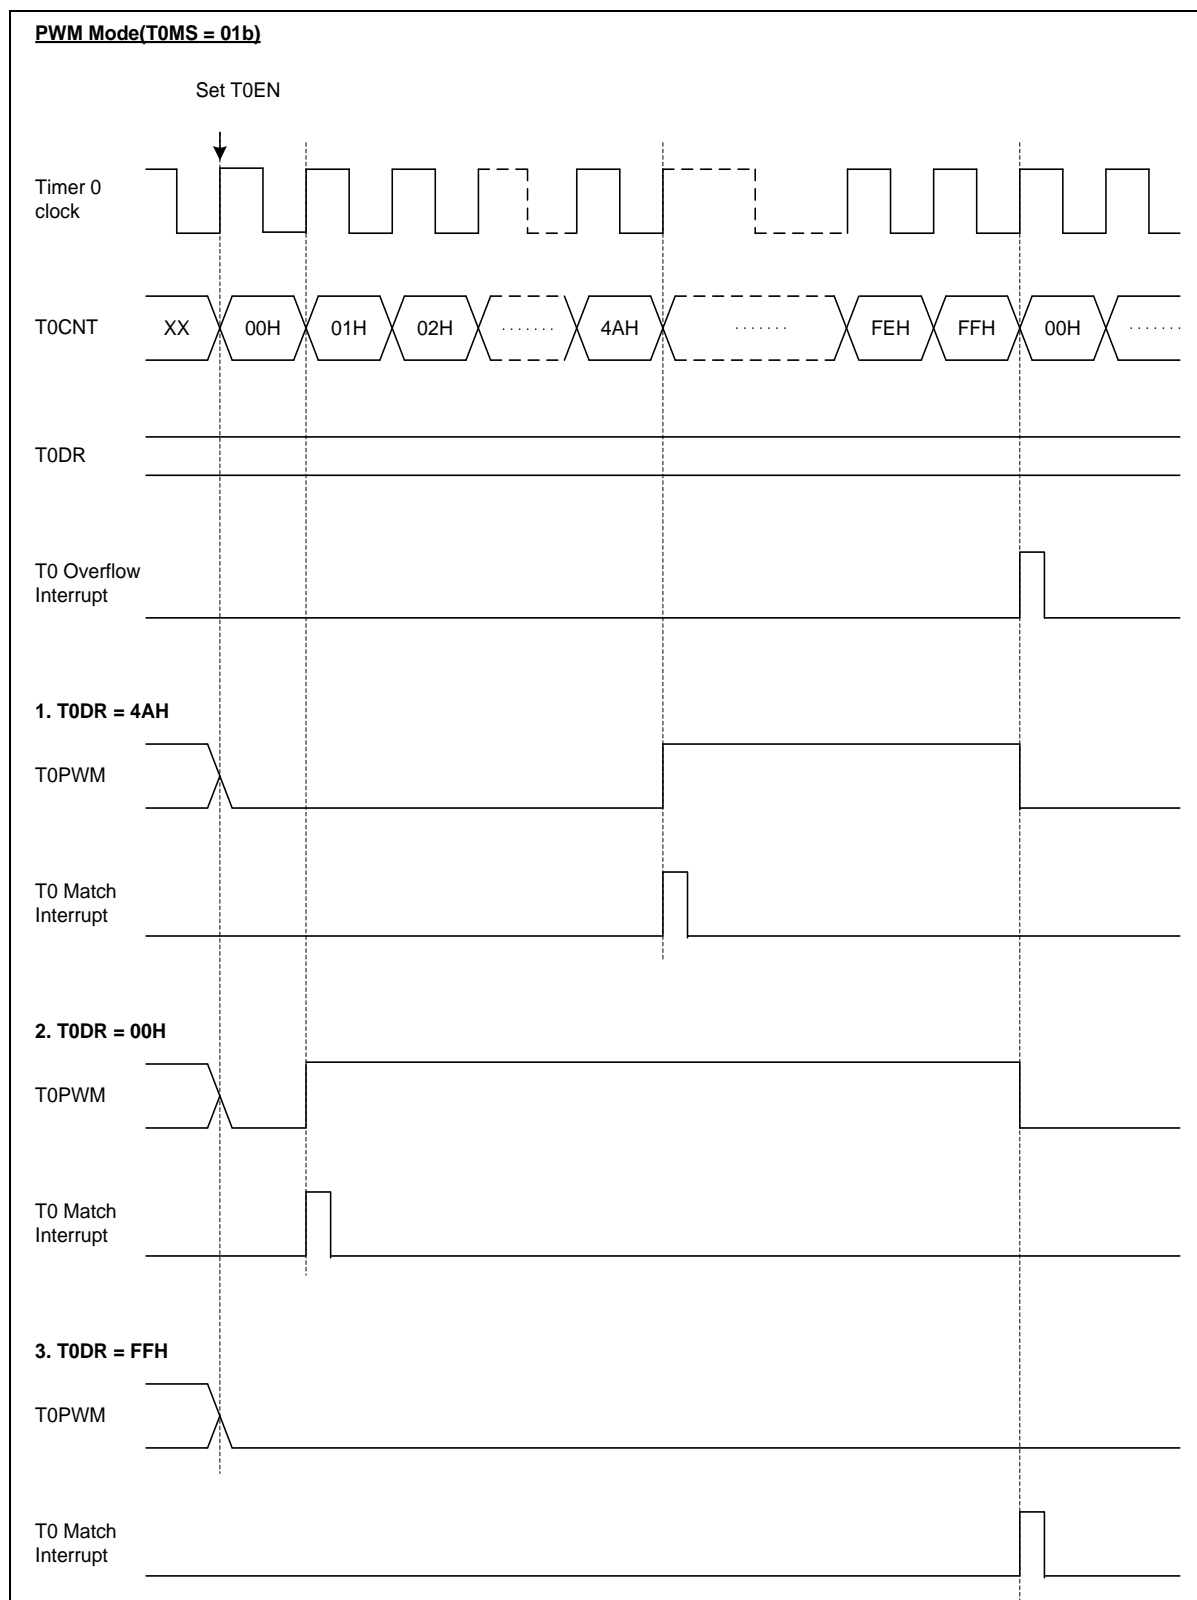 PWM Mode(T0MS = 01b)
Set T0EN
Timer 0
clock
T0CNT XX 00H 01H 02H ······· 4AH ······· FEH FFH 00H ·······
T0DR
T0 Overflow
Interrupt
1. T0DR = 4AH
T0PWM
T0 Match
Interrupt
2. T0DR = 00H
T0PWM
T0 Match
Interrupt
3. T0DR = FFH
T0PWM
T0 Match
Interrupt